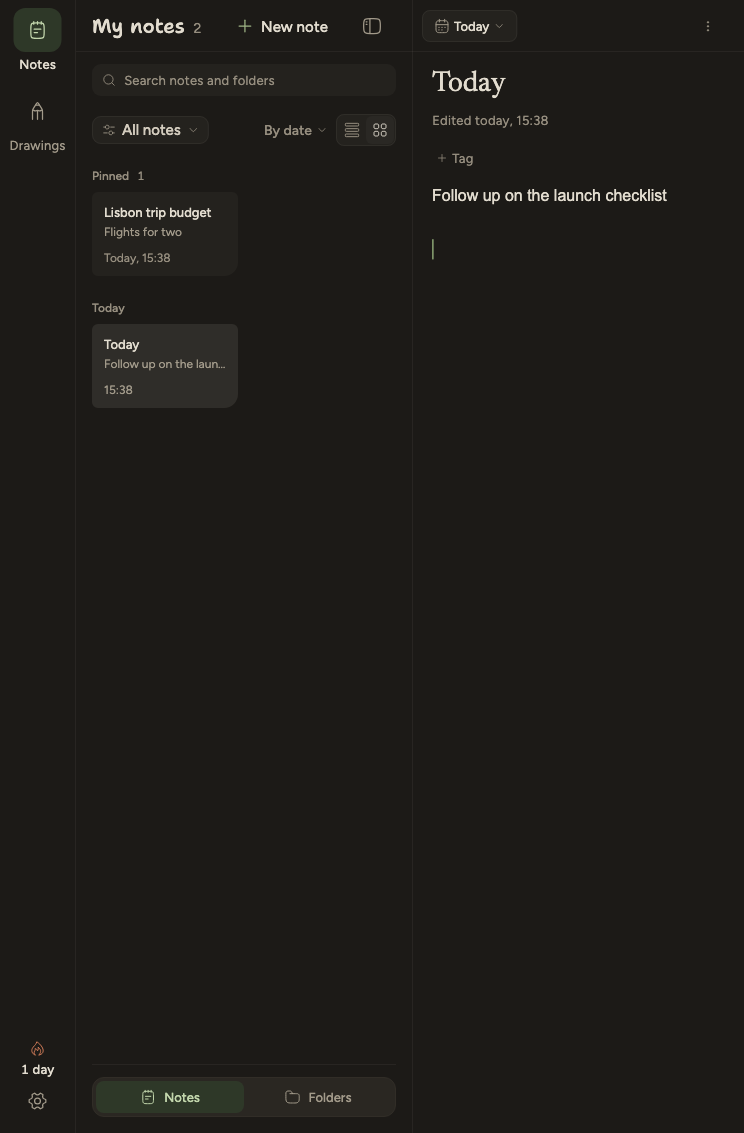 Notes
Drawings
1 day
My notes 2
New note
Search notes and folders
All notes
By date
Pinned 1
Lisbon trip budget
Flights for two
Today, 15:38
Today
Today
Follow up on the laun...
15:38
Notes
Folders
Today
Today
Edited today, 15:38
+ Tag
Follow up on the launch checklist